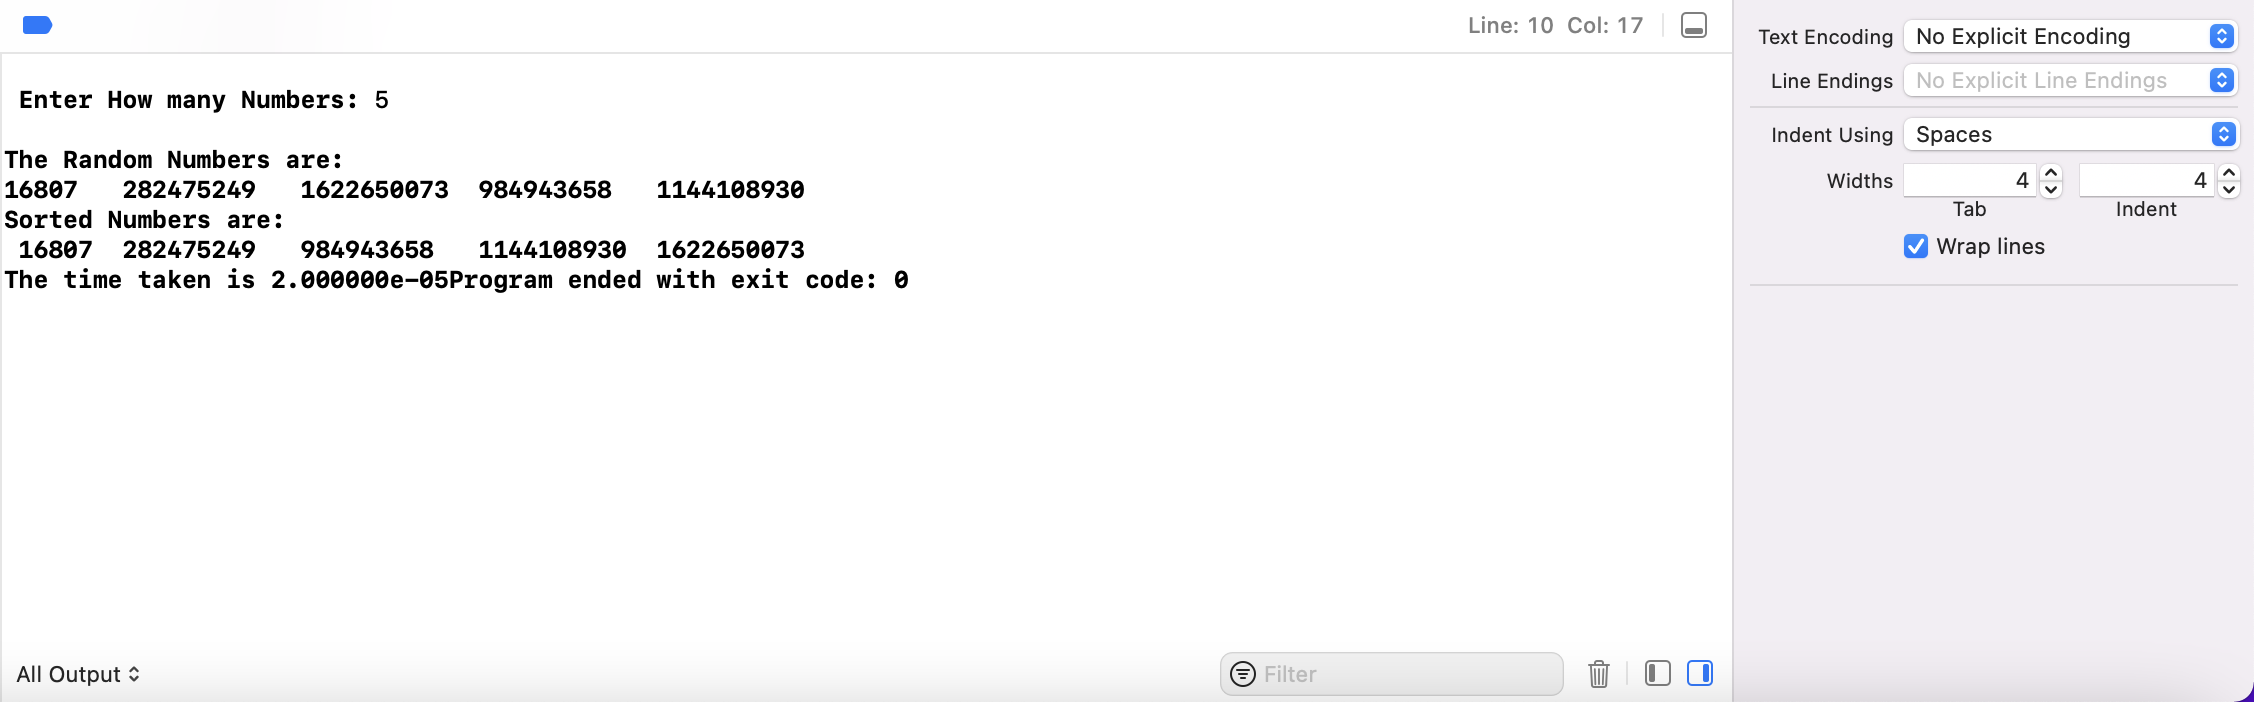 Line: 10 Col: 17
Enter How many Numbers: 5
The Random Numbers are:
16807 282475249 1622650073 984943658 1144108930
Sorted Numbers are:
16807 282475249 984943658 1144108930 1622650073
The time taken is 2.000000e-05Program ended with exit code: 0
All Output
Filter
Text Encoding No Explicit Encoding
Line Endings No Explicit Line Endings
Indent Using Spaces
Widths 4 4
Tab Indent
Wrap lines